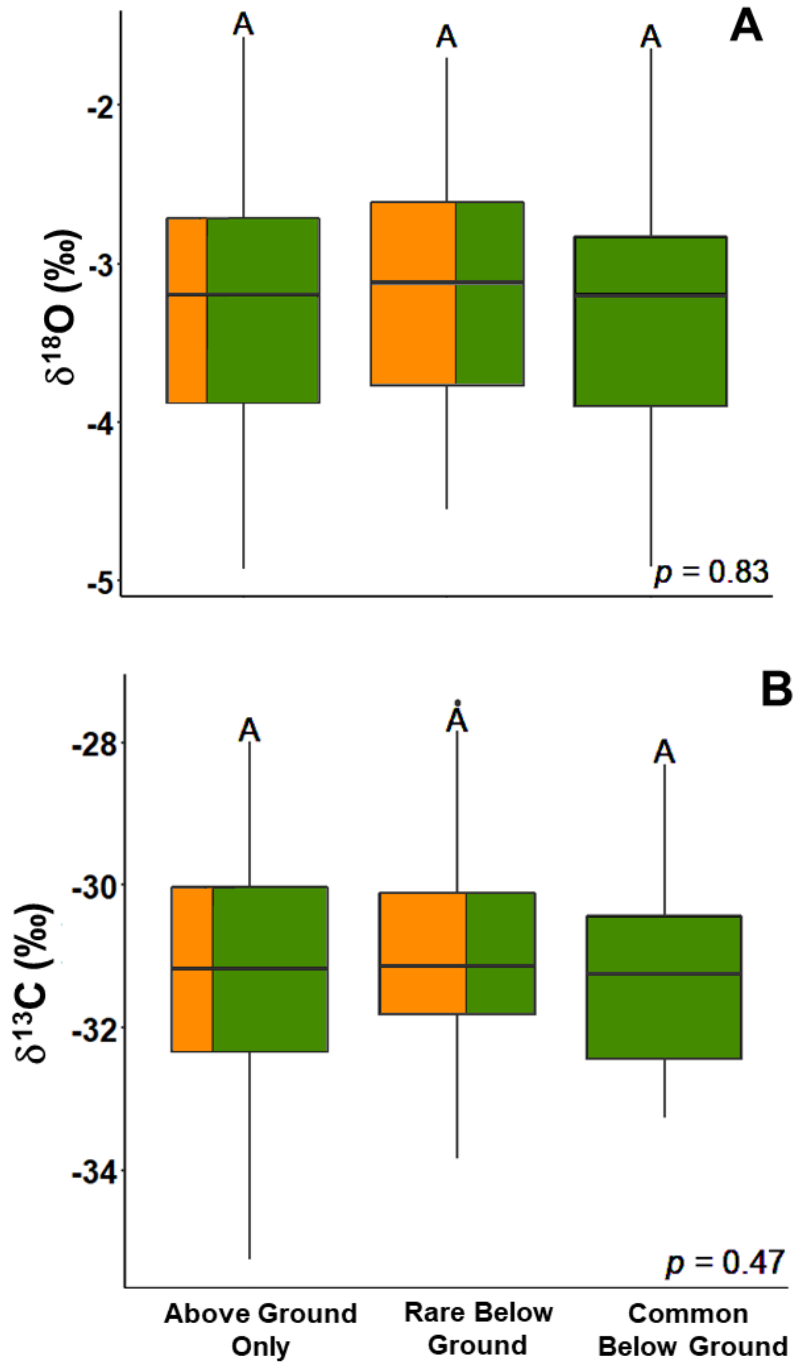 A
A
A
A
-2
-3
-4
-5
δ¹⁸O (‰)
p = 0.83
B
A
A
A
-28
-30
-32
-34
δ¹³C (‰)
p = 0.47
Above Ground
Only
Rare Below
Ground
Common
Below Ground